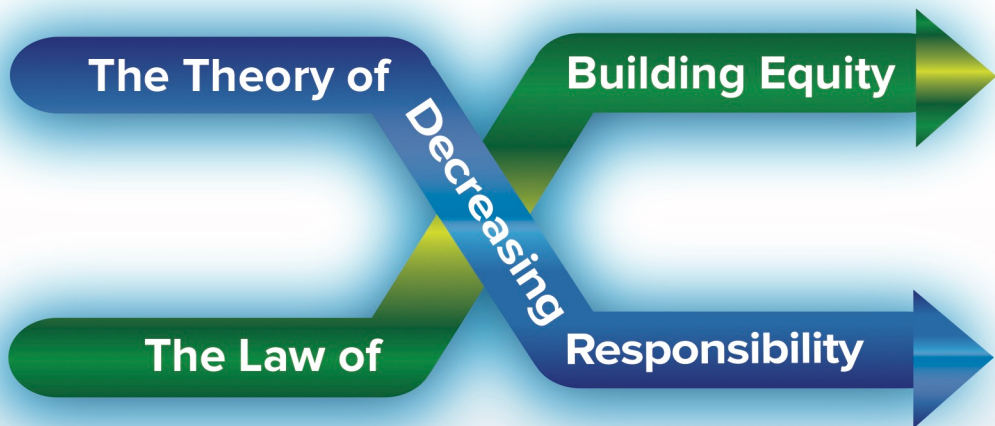 The Theory of
Decreasing
Responsibility
The Law of
Building Equity